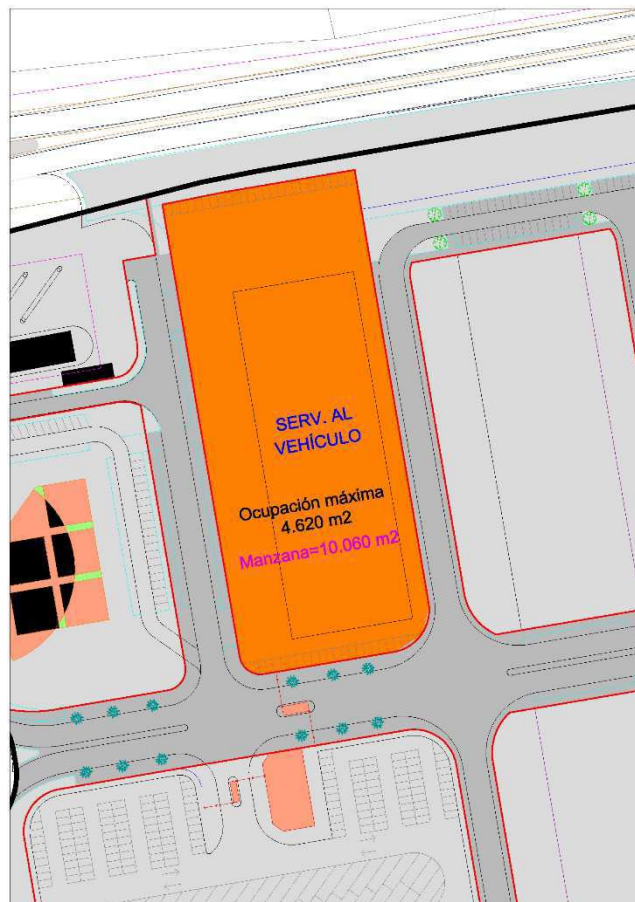 SERV. AL
VEHÍCULO
Ocupación máxima
4.620 m2
Manzana=10.060 m2